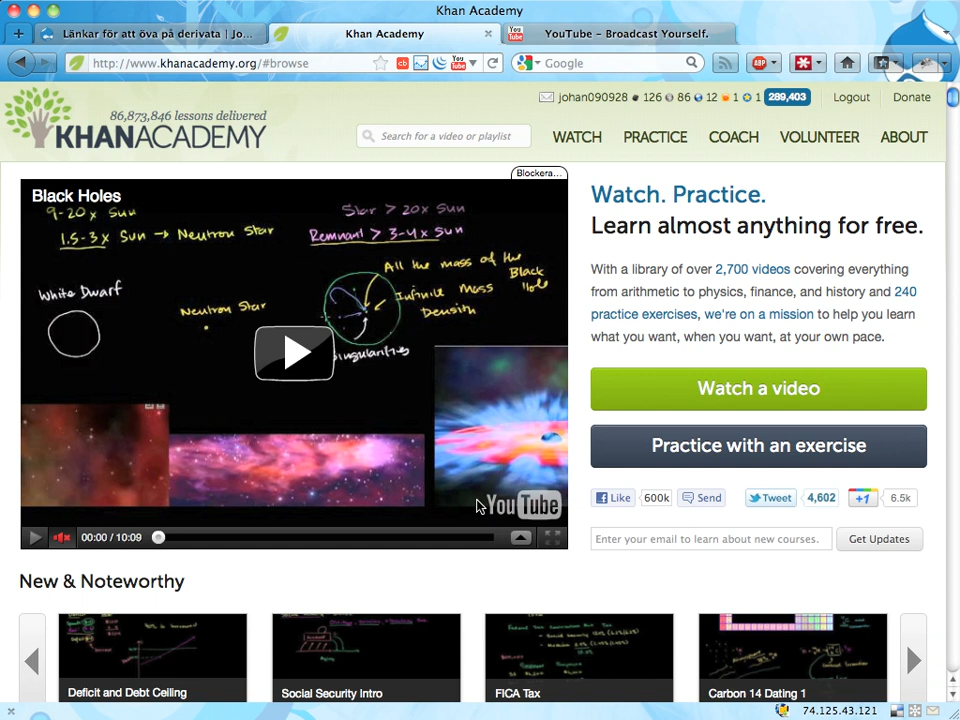 Khan Academy
Länkar för att öva på derivata | Jo...
Khan Academy
YouTube – Broadcast Yourself.
http://www.khanacademy.org/#browse
Google
86,873,846 lessons delivered
KHANACADEMY
johan090928 126 86 12 1 1 289,403
Logout
Donate
Search for a video or playlist
WATCH
PRACTICE
COACH
VOLUNTEER
ABOUT
Blockera...
Black Holes
9-20x Sun
1.5-3x Sun → Neutron Star
Star > 20x Sun
Remnant > 3-4x Sun
White Dwarf
Neutron Star
All the mass of the
Black
Hole
Infinite Mass
Density
Singularities
YouTube
00:00 / 10:09
Watch. Practice.
Learn almost anything for free.
With a library of over 2,700 videos covering everything
from arithmetic to physics, finance, and history and 240
practice exercises, we're on a mission to help you learn
what you want, when you want, at your own pace.
Watch a video
Practice with an exercise
Like
600k
Send
Tweet
4,602
+1
6.5k
Enter your email to learn about new courses.
Get Updates
New & Noteworthy
Deficit and Debt Ceiling
Social Security Intro
FICA Tax
Carbon 14 Dating 1
74.125.43.121